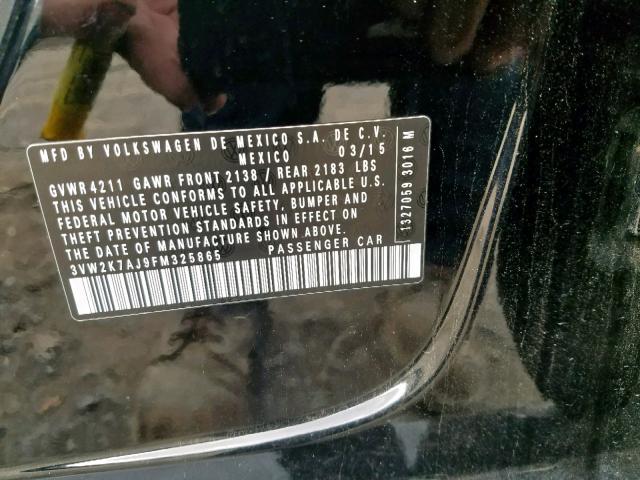 MFD BY VOLKSWAGEN DE MEXICO S.A. DE C.V.
MEXICO 03/15
GVWR 4211 GAWR FRONT 2138 / REAR 2183 LBS
THIS VEHICLE CONFORMS TO ALL APPLICABLE U.S.
FEDERAL MOTOR VEHICLE SAFETY, BUMPER AND
THEFT PREVENTION STANDARDS IN EFFECT ON
THE DATE OF MANUFACTURE SHOWN ABOVE.
3VW2K7AJ9FM325865 PASSENGER CAR
1327059 3016 M